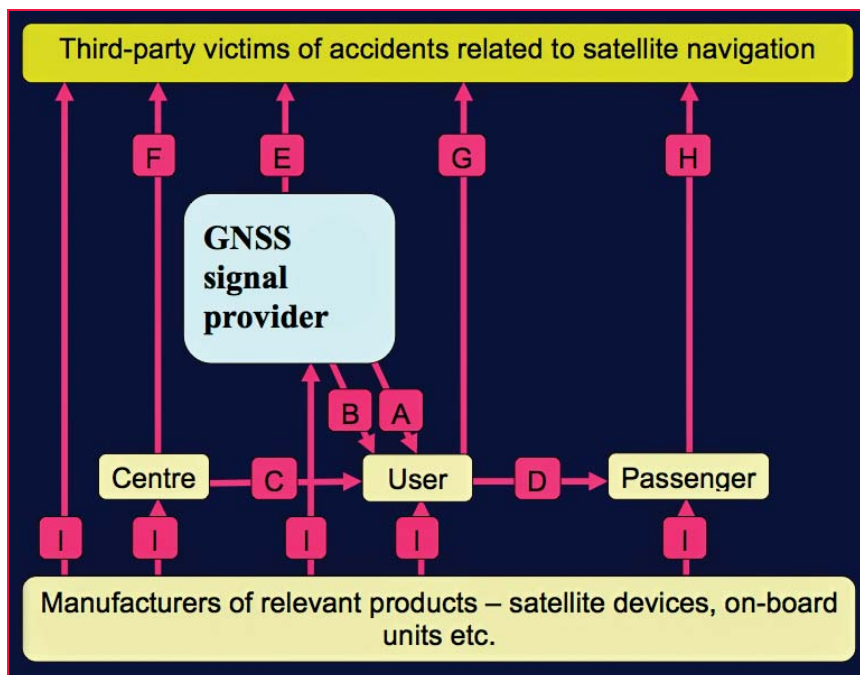 Third-party victims of accidents related to satellite navigation
F
E
G
H
GNSS
signal
provider
B
A
Centre
C
User
D
Passenger
I
I
I
I
I
Manufacturers of relevant products – satellite devices, on-board
units etc.